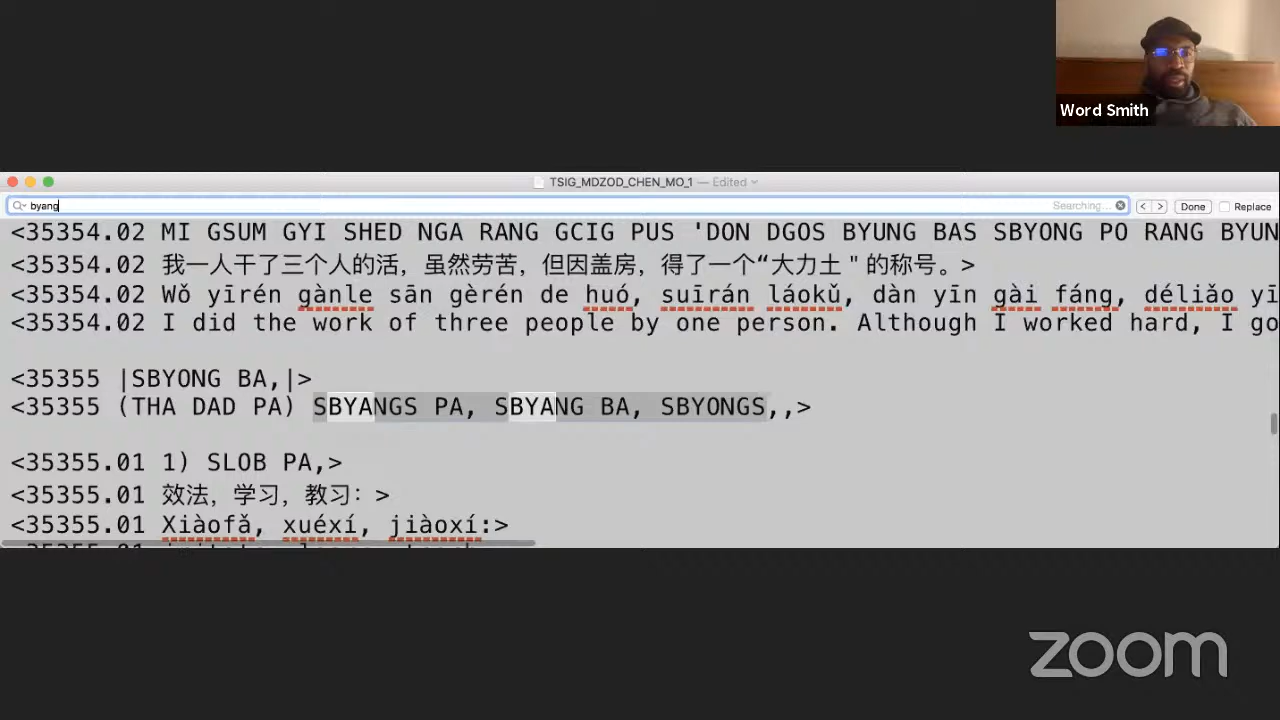 Word Smith
TSIG_MDZOD_CHEN_MO_1 — Edited
byang Searching... < > Done Replace
<35354.02 MI GSUM GYI SHED NGA RANG GCIG PUS 'DON DGOS BYUNG BAS SBYONG PO RANG BYUN
<35354.02 我一人干了三个人的活，虽然劳苦，但因盖房，得了一个“大力士＂的称号。>
<35354.02 Wǒ yīrén gànle sān gèrén de huó, suīrán láokǔ, dàn yīn gài fáng, déliǎo yī
<35354.02 I did the work of three people by one person. Although I worked hard, I go
<35355 |SBYONG BA,|>
<35355 (THA DAD PA) SBYANGS PA, SBYANG BA, SBYONGS,,>
<35355.01 1) SLOB PA,>
<35355.01 效法，学习，教习：>
<35355.01 Xiàofǎ, xuéxí, jiàoxí:>
zoom